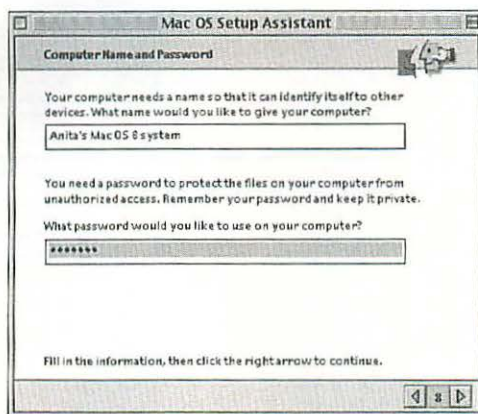 Mac OS Setup Assistant
Computer Name and Password
Your computer needs a name so that it can identify itself to other
devices. What name would you like to give your computer?
Anita's Mac OS 8 system
You need a password to protect the files on your computer from
unauthorized access. Remember your password and keep it private.
What password would you like to use on your computer?
•••••••
Fill in the information, then click the right arrow to continue.
8